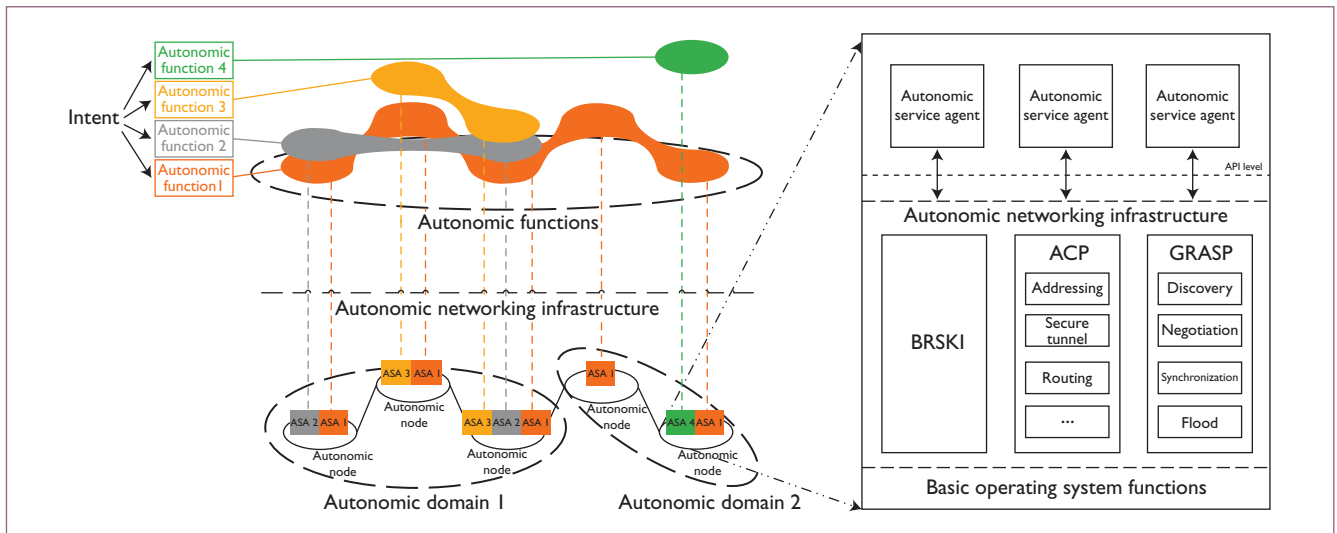 Intent
Autonomic
function 4
Autonomic
function 3
Autonomic
function 2
Autonomic
function1
Autonomic functions
Autonomic networking infrastructure
ASA 2
ASA 1
Autonomic
node
ASA 3
ASA 1
Autonomic
node
ASA 3
ASA 2
ASA 1
Autonomic
node
ASA 1
Autonomic
node
ASA 4
ASA 1
Autonomic
node
Autonomic domain 1
Autonomic domain 2
Autonomic
service agent
Autonomic
service agent
Autonomic
service agent
API level
Autonomic networking infrastructure
BRSKI
ACP
Addressing
Secure
tunnel
Routing
...
GRASP
Discovery
Negotiation
Synchronization
Flood
Basic operating system functions